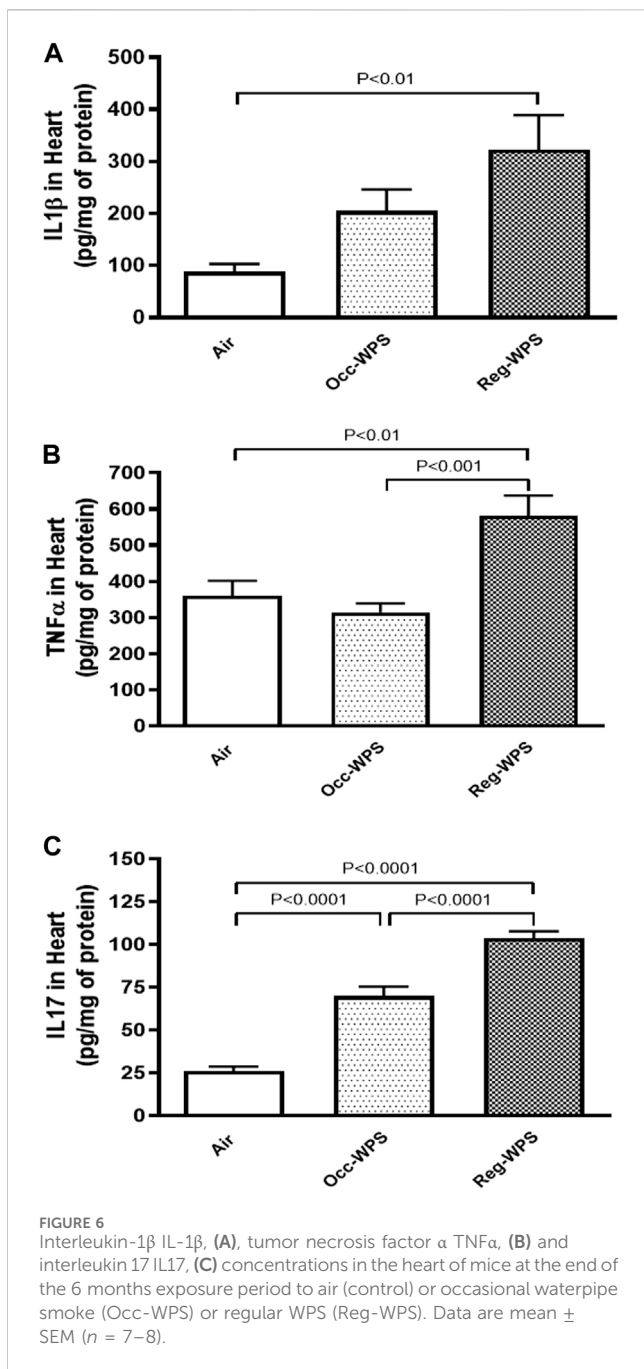 A
IL1β in Heart
(pg/mg of protein)
500
400
300
200
100
0
P<0.01
Air
Occ-WPS
Reg-WPS
B
TNFα in Heart
(pg/mg of protein)
700
600
500
400
300
200
100
0
P<0.01
P<0.001
Air
Occ-WPS
Reg-WPS
C
IL17 in Heart
(pg/mg of protein)
150
125
100
75
50
25
0
P<0.0001
P<0.0001
P<0.0001
Air
Occ-WPS
Reg-WPS
FIGURE 6
Interleukin-1β IL-1β, (A), tumor necrosis factor α TNFα, (B) and
interleukin 17 IL17, (C) concentrations in the heart of mice at the end of
the 6 months exposure period to air (control) or occasional waterpipe
smoke (Occ-WPS) or regular WPS (Reg-WPS). Data are mean ±
SEM (n = 7–8).